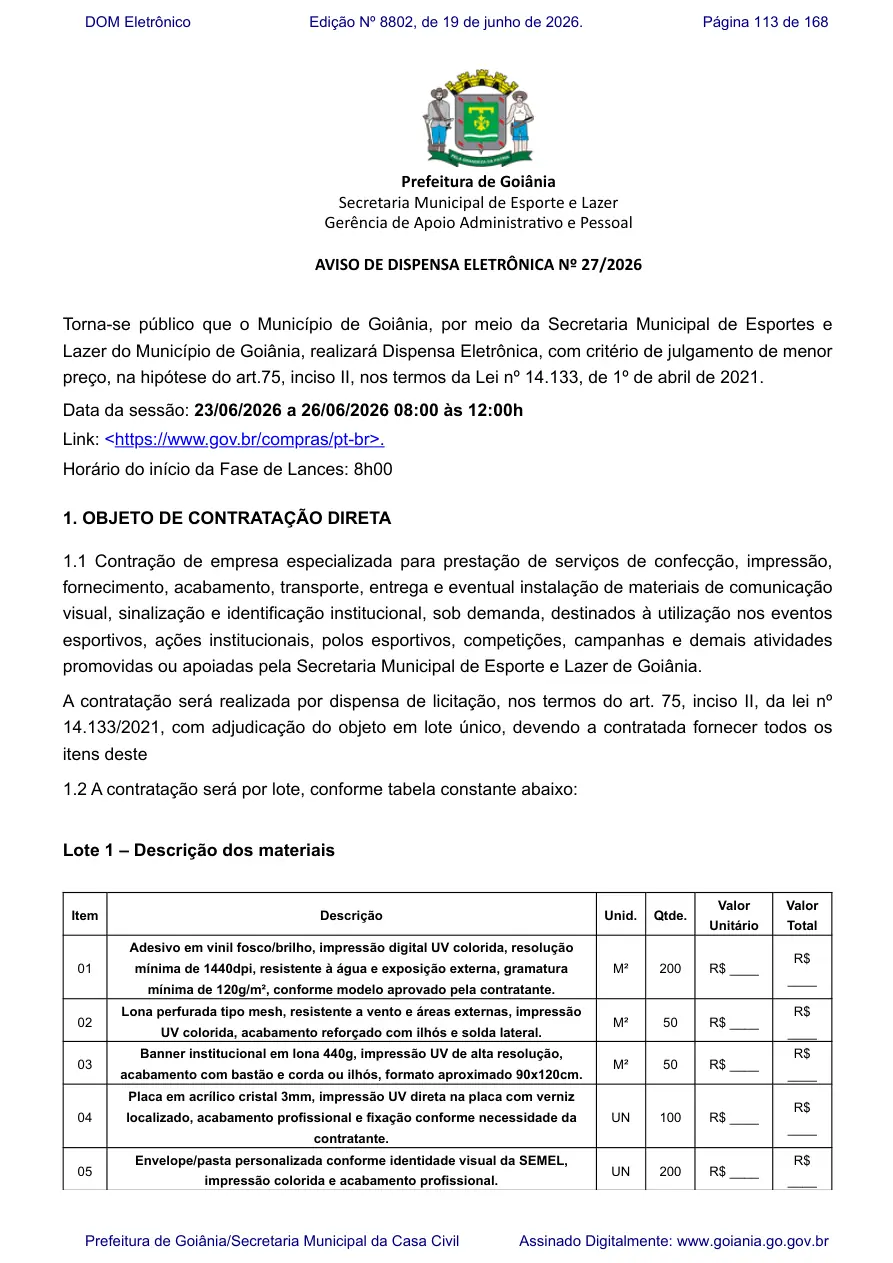 DOM Eletrônico Edição Nº 8802, de 19 de junho de 2026. Página 113 de 168
PELA GRANDEZA DA PÁTRIA
Prefeitura de Goiânia
Secretaria Municipal de Esporte e Lazer
Gerência de Apoio Administrativo e Pessoal
AVISO DE DISPENSA ELETRÔNICA Nº 27/2026
Torna-se público que o Município de Goiânia, por meio da Secretaria Municipal de Esportes e
Lazer do Município de Goiânia, realizará Dispensa Eletrônica, com critério de julgamento de menor
preço, na hipótese do art.75, inciso II, nos termos da Lei nº 14.133, de 1º de abril de 2021.
Data da sessão: 23/06/2026 a 26/06/2026 08:00 às 12:00h
Link: <https://www.gov.br/compras/pt-br>.
Horário do início da Fase de Lances: 8h00
1. OBJETO DE CONTRATAÇÃO DIRETA
1.1 Contração de empresa especializada para prestação de serviços de confecção, impressão,
fornecimento, acabamento, transporte, entrega e eventual instalação de materiais de comunicação
visual, sinalização e identificação institucional, sob demanda, destinados à utilização nos eventos
esportivos, ações institucionais, polos esportivos, competições, campanhas e demais atividades
promovidas ou apoiadas pela Secretaria Municipal de Esporte e Lazer de Goiânia.
A contratação será realizada por dispensa de licitação, nos termos do art. 75, inciso II, da lei nº
14.133/2021, com adjudicação do objeto em lote único, devendo a contratada fornecer todos os
itens deste
1.2 A contratação será por lote, conforme tabela constante abaixo:
Lote 1 – Descrição dos materiais
Item Descrição Unid. Qtde. Valor Unitário Valor Total
01 Adesivo em vinil fosco/brilho, impressão digital UV colorida, resolução
mínima de 1440dpi, resistente à água e exposição externa, gramatura
mínima de 120g/m², conforme modelo aprovado pela contratante. M² 200 R$ ____ R$ ____
02 Lona perfurada tipo mesh, resistente a vento e áreas externas, impressão
UV colorida, acabamento reforçado com ilhós e solda lateral. M² 50 R$ ____ R$ ____
03 Banner institucional em lona 440g, impressão UV de alta resolução,
acabamento com bastão e corda ou ilhós, formato aproximado 90x120cm. M² 50 R$ ____ R$ ____
04 Placa em acrílico cristal 3mm, impressão UV direta na placa com verniz
localizado, acabamento profissional e fixação conforme necessidade da
contratante. UN 100 R$ ____ R$ ____
05 Envelope/pasta personalizada conforme identidade visual da SEMEL,
impressão colorida e acabamento profissional. UN 200 R$ ____ R$ ____
Prefeitura de Goiânia/Secretaria Municipal da Casa Civil Assinado Digitalmente: www.goiania.go.gov.br